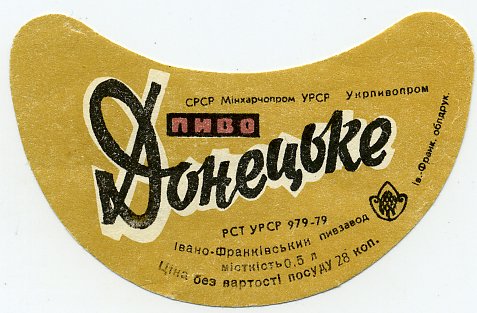 СРСР Мінхарчопром УРСР Укрпивопром
ПИВО
Донецьке
РСТ УРСР 979-79
Івано-Франківський пивзавод
місткість 0,5 л
Ціна без вартості посуду 28 коп.
Ів.-Франк. облдрук.